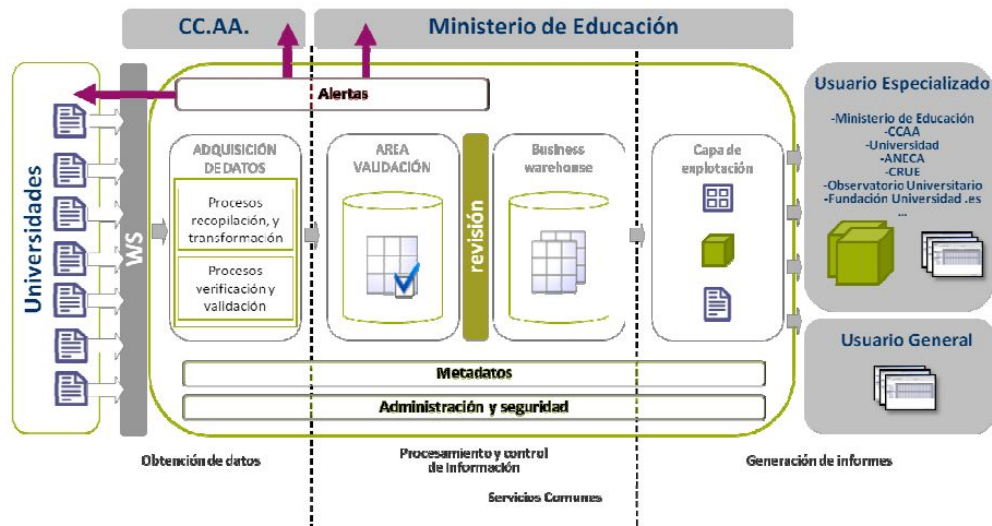 CC.AA.
Ministerio de Educación
Universidades
WS
Alertas
ADQUISICIÓN
DE DATOS
Procesos
recopilación, y
transformación
Procesos
verificación y
validación
AREA
VALIDACIÓN
revisión
Business
warehouse
Capa de
explotación
Usuario Especializado
-Ministerio de Educación
-CCAA
-Universidad
-ANECA
-CRUE
-Observatorio Universitario
-Fundación Universidad .es
...
Usuario General
Metadatos
Administración y seguridad
Obtención de datos
Procesamiento y control
de Información
Generación de informes
Servicios Comunes